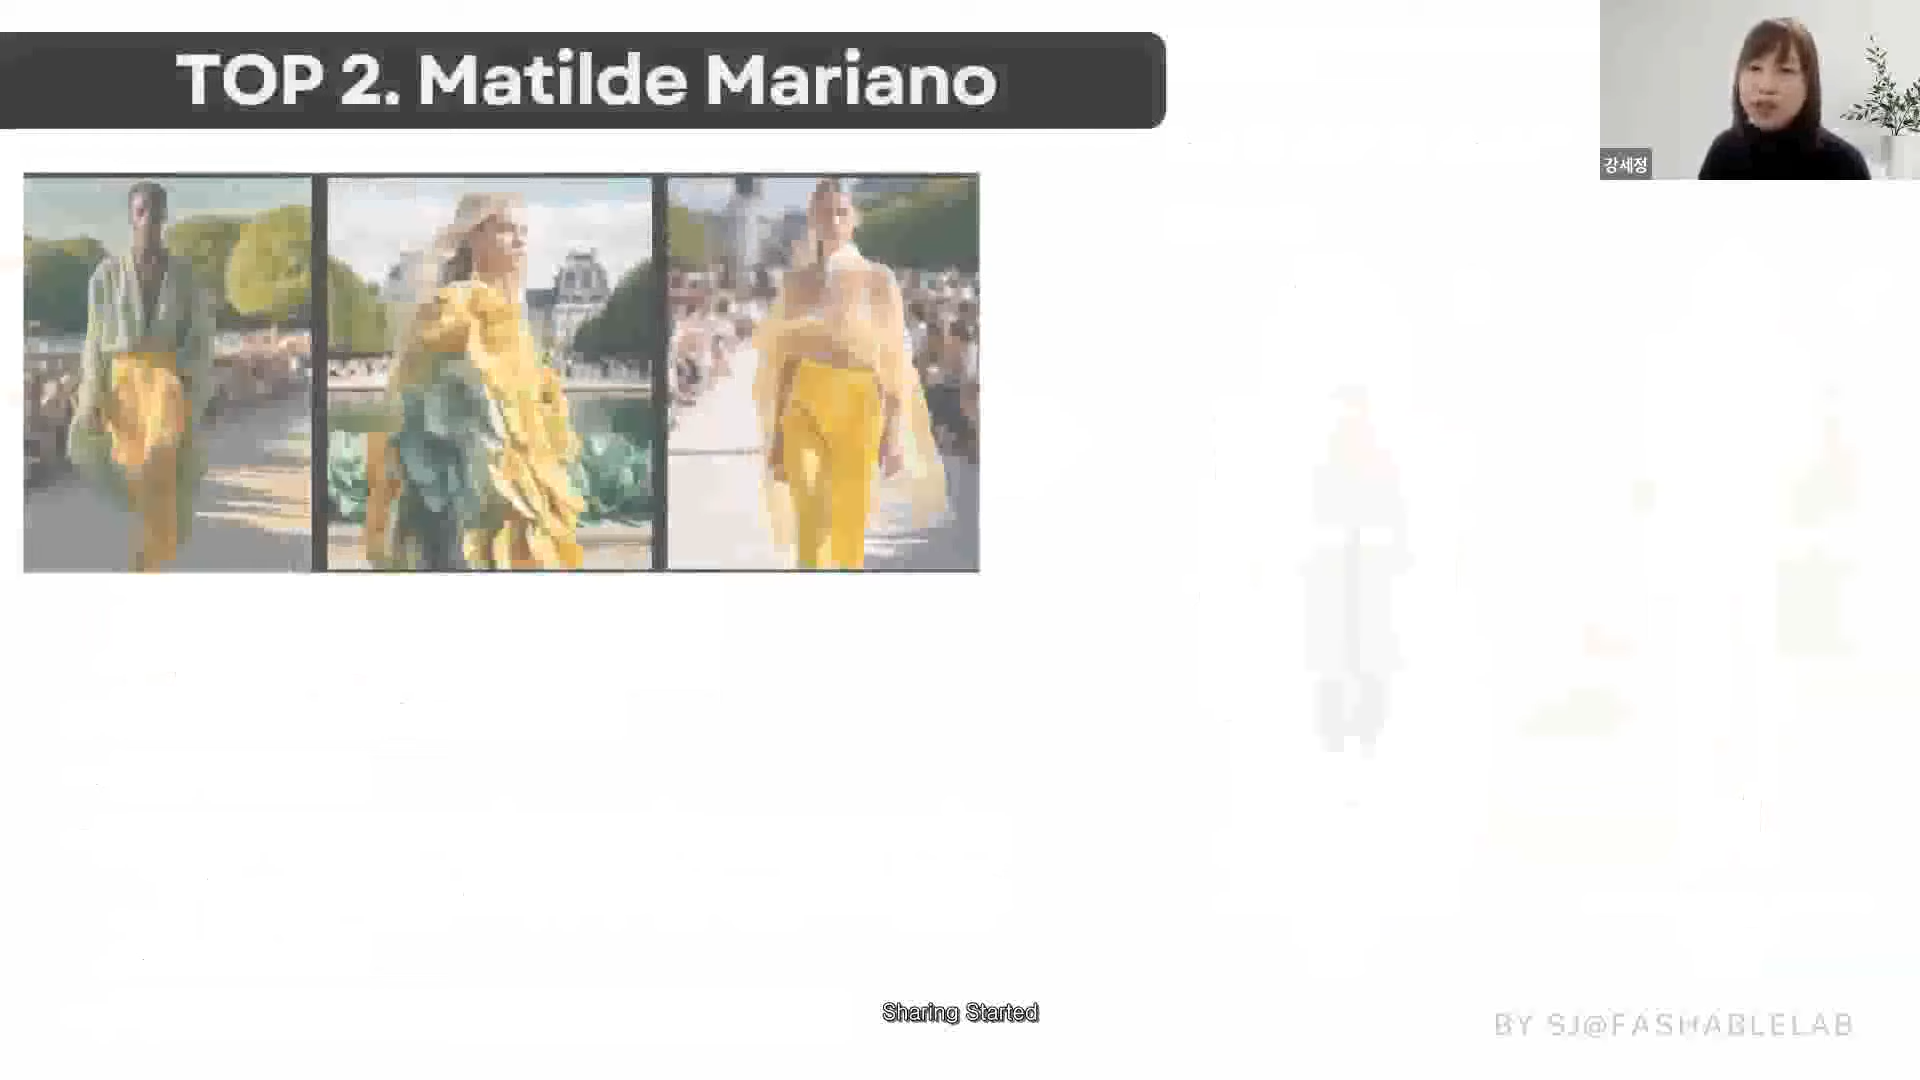 TOP 2. Matilde Mariano
강세정
Sharing Started
BY SJ@FASHABLELAB